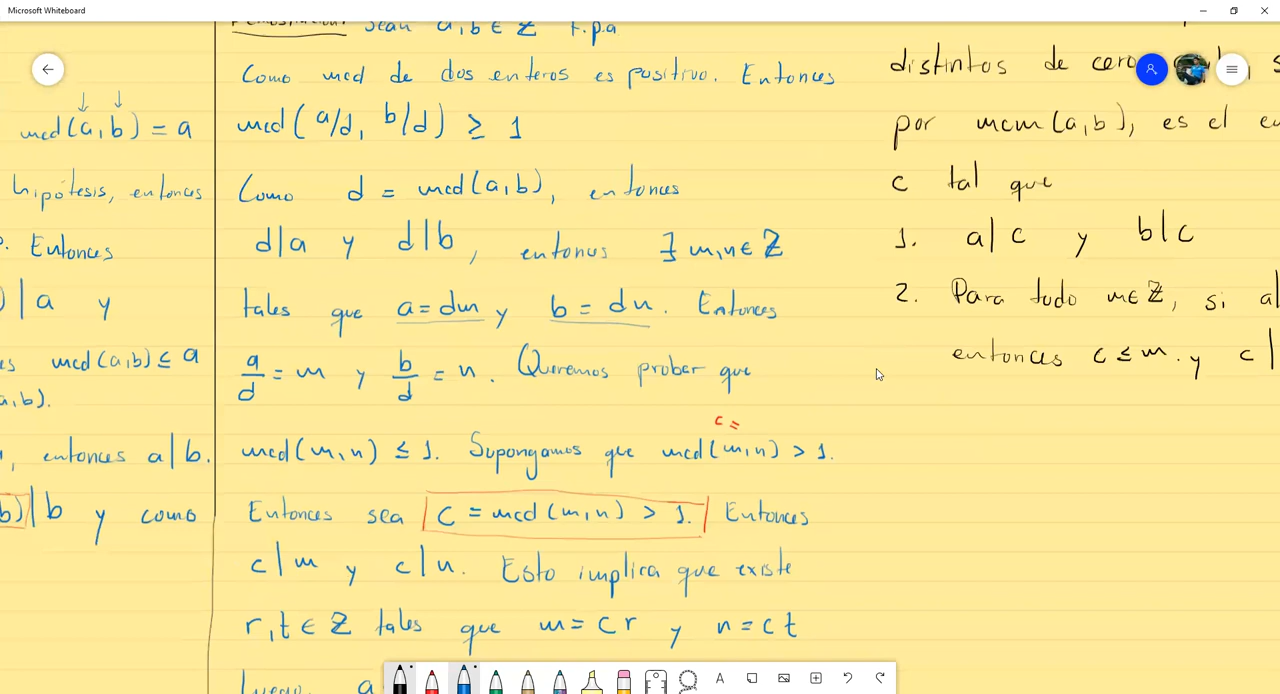 Microsoft Whiteboard
mcd(a,b) = a
hipótesis, entonces
Entonces
| a y
mcd(a,b) ≤ a
a,b).
, entonces a|b.
b)|b y como
Sean a,b ∈ Z t.p.a
Como mcd de dos enteros es positivo. Entonces
mcd(a/d, b/d) ≥ 1
Como d = mcd(a,b), entonces
d|a y d|b, entonces ∃ m,n ∈ Z
tales que a = dm y b = dn. Entonces
a/d = m y b/d = n. Queremos probar que
c =
mcd(m,n) ≤ 1. Supongamos que mcd(m,n) > 1.
Entonces sea c = mcd(m,n) > 1. Entonces
c|m y c|n. Esto implica que existe
r,t ∈ Z tales que m = cr y n = ct
Luego, a
distintos de cero
por mcm(a,b), es el
c tal que
1. a|c y b|c
2. Para todo m ∈ Z, si a|
entonces c ≤ m. y c|